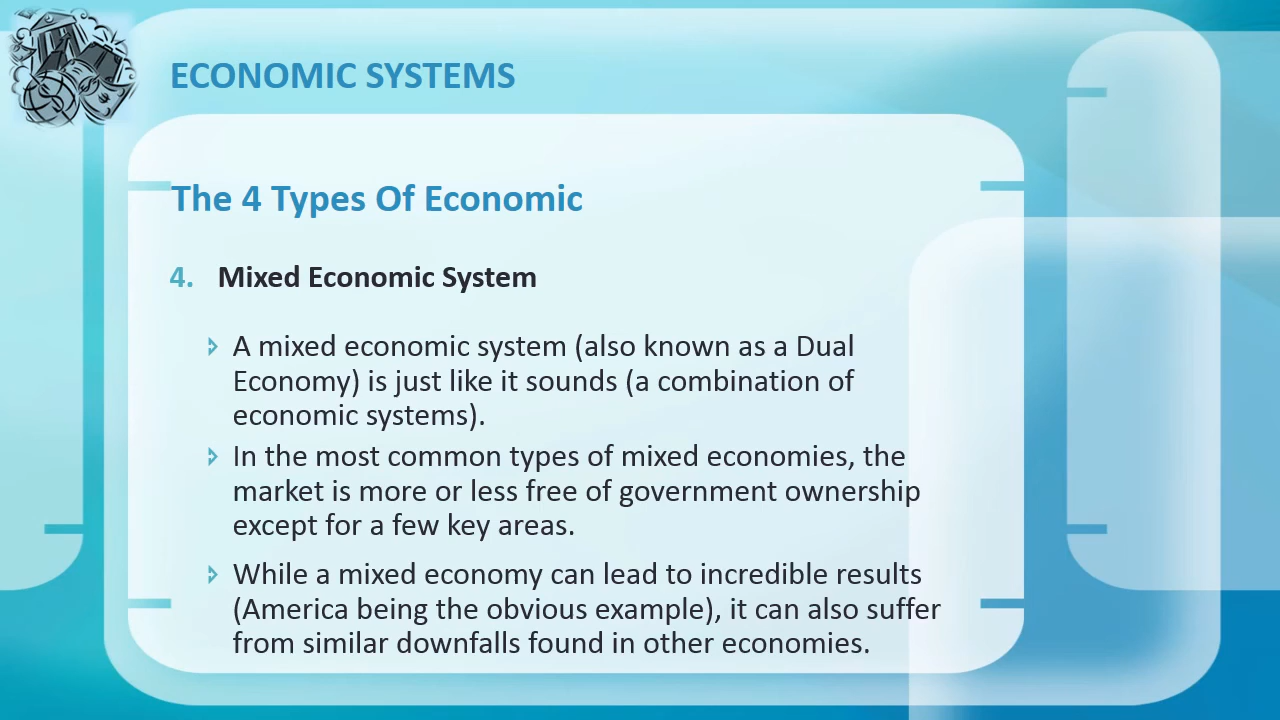 ECONOMIC SYSTEMS
The 4 Types Of Economic
4. Mixed Economic System
A mixed economic system (also known as a Dual
Economy) is just like it sounds (a combination of
economic systems).
In the most common types of mixed economies, the
market is more or less free of government ownership
except for a few key areas.
While a mixed economy can lead to incredible results
(America being the obvious example), it can also suffer
from similar downfalls found in other economies.